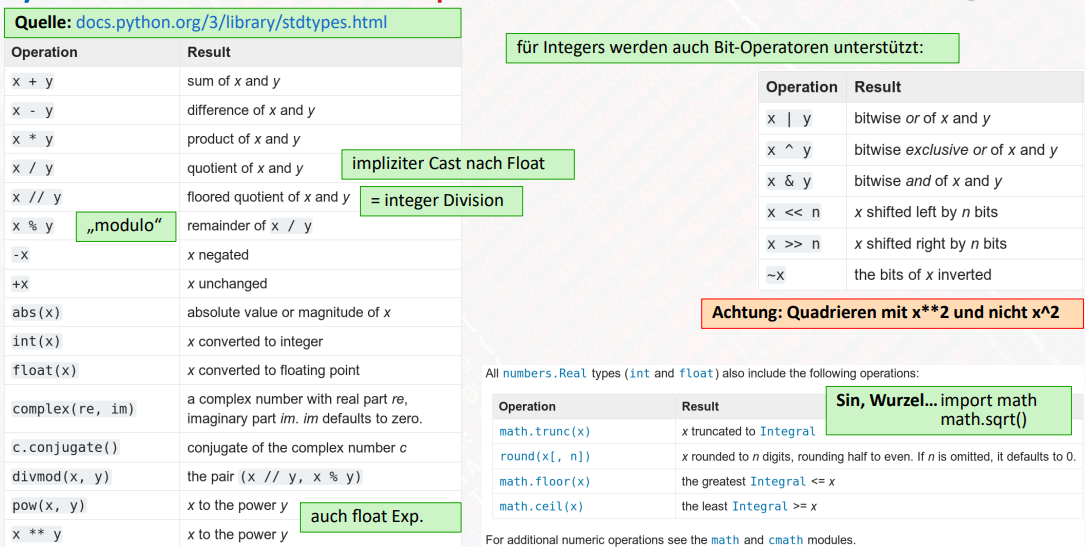 Quelle: docs.python.org/3/library/stdtypes.html
Operation Result
x + y sum of x and y
x - y difference of x and y
x * y product of x and y
x / y quotient of x and y
impliziter Cast nach Float
x // y floored quotient of x and y
= integer Division
x % y „modulo“ remainder of x / y
-x x negated
+x x unchanged
abs(x) absolute value or magnitude of x
int(x) x converted to integer
float(x) x converted to floating point
complex(re, im) a complex number with real part re,
imaginary part im. im defaults to zero.
c.conjugate() conjugate of the complex number c
divmod(x, y) the pair (x // y, x % y)
pow(x, y) x to the power y
auch float Exp.
x ** y x to the power y
für Integers werden auch Bit-Operatoren unterstützt:
Operation Result
x | y bitwise or of x and y
x ^ y bitwise exclusive or of x and y
x & y bitwise and of x and y
x << n x shifted left by n bits
x >> n x shifted right by n bits
~x the bits of x inverted
Achtung: Quadrieren mit x**2 und nicht x^2
All numbers.Real types (int and float) also include the following operations:
Operation Result
Sin, Wurzel... import math
math.sqrt()
math.trunc(x) x truncated to Integral
round(x[, n]) x rounded to n digits, rounding half to even. If n is omitted, it defaults to 0.
math.floor(x) the greatest Integral <= x
math.ceil(x) the least Integral >= x
For additional numeric operations see the math and cmath modules.